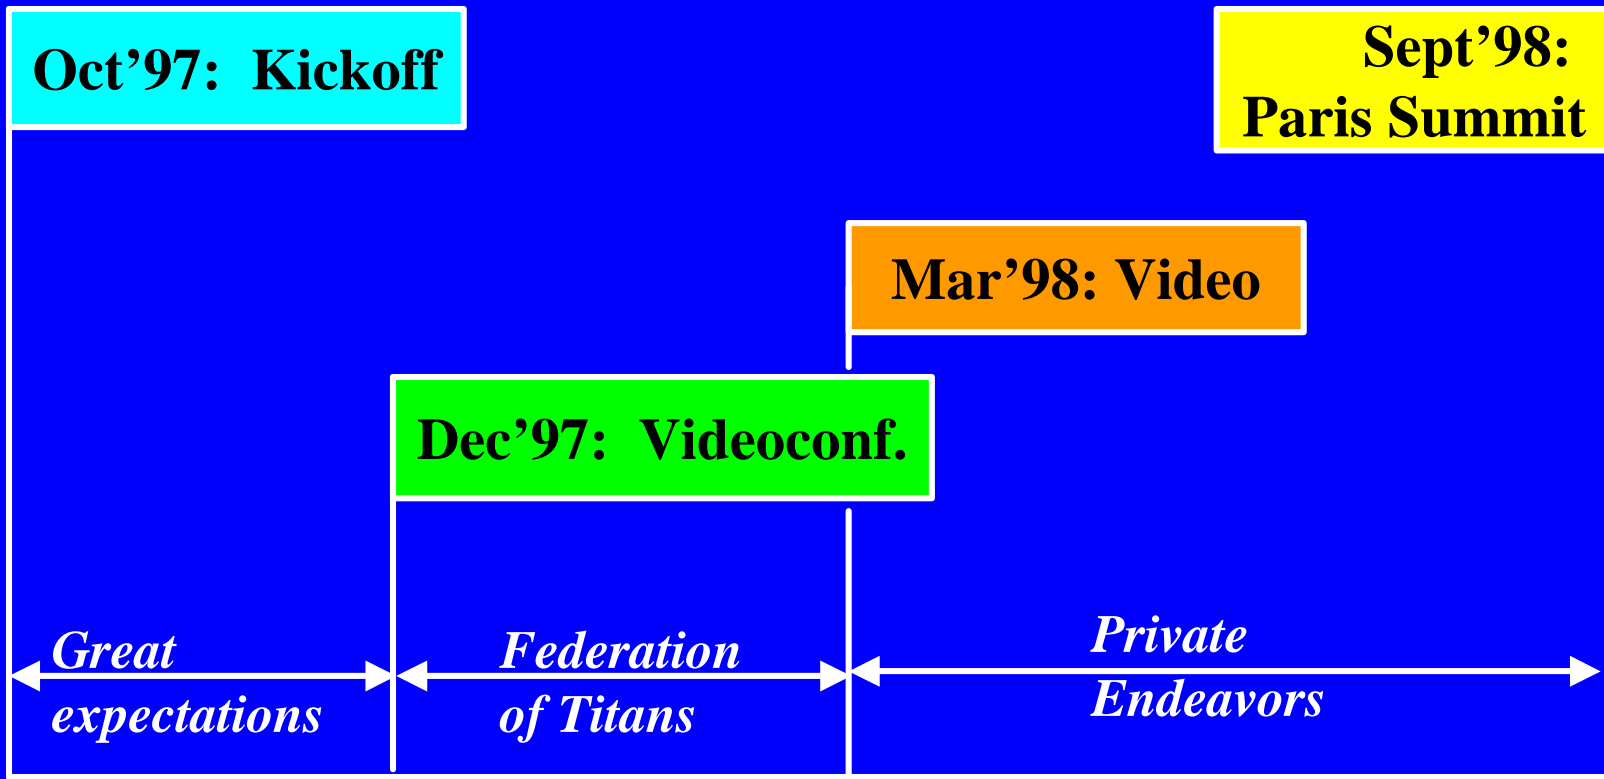 Oct’97:  Kickoff
Sept’98:
Paris Summit
Mar’98: Video
Dec’97:  Videoconf.
Great
expectations
Federation
of Titans
Private
Endeavors